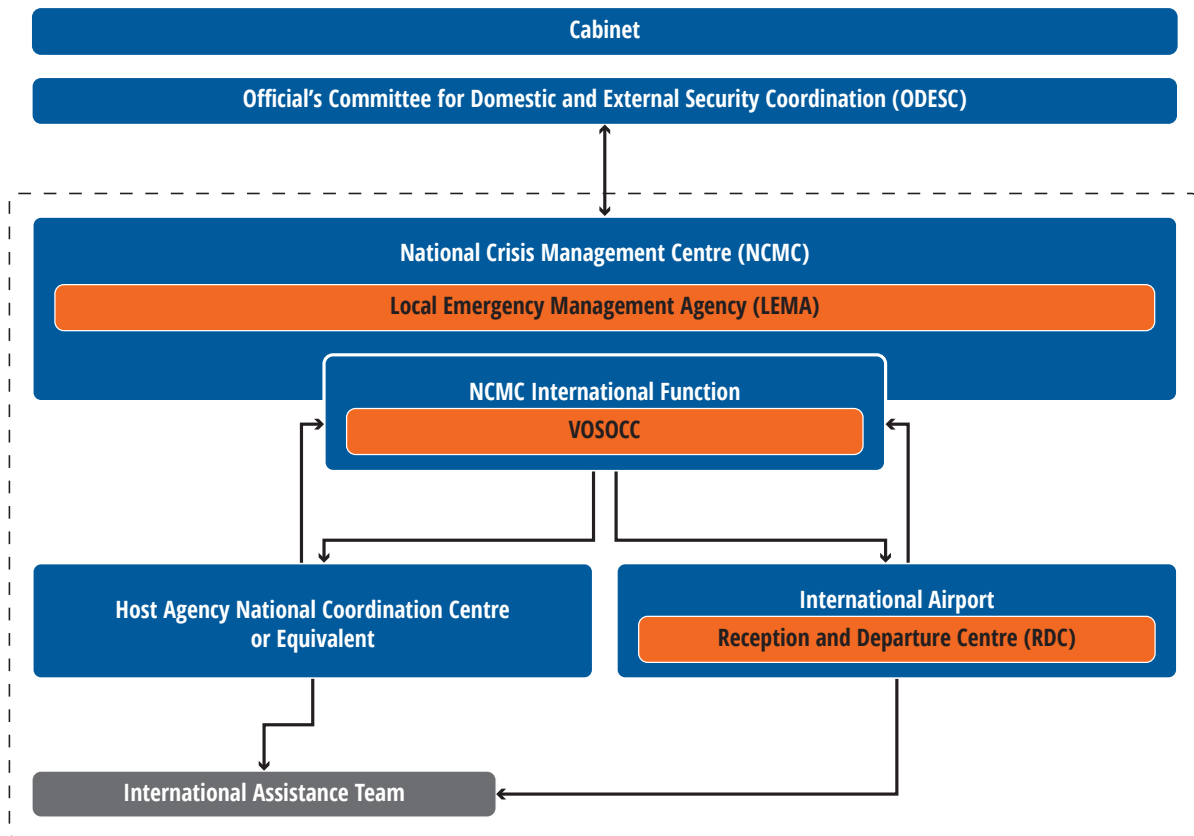 Cabinet
Official’s Committee for Domestic and External Security Coordination (ODESC)
National Crisis Management Centre (NCMC)
Local Emergency Management Agency (LEMA)
NCMC International Function
VOSOCC
Host Agency National Coordination Centre
or Equivalent
International Airport
Reception and Departure Centre (RDC)
International Assistance Team